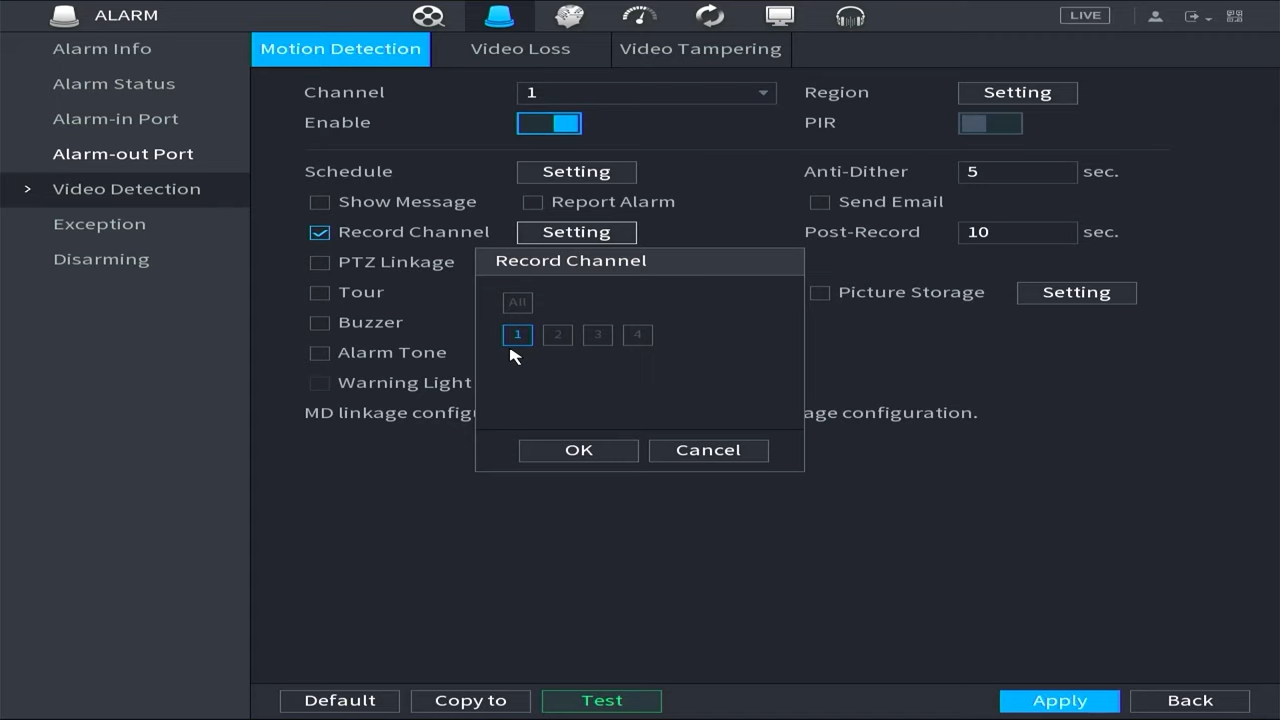 ALARM
LIVE
Alarm Info
Alarm Status
Alarm-in Port
Alarm-out Port
> Video Detection
Exception
Disarming
Motion Detection Video Loss Video Tampering
Channel 1 Region Setting
Enable PIR
Schedule Setting Anti-Dither 5 sec.
Show Message Report Alarm Send Email
Record Channel Setting Post-Record 10 sec.
PTZ Linkage
Tour Picture Storage Setting
Buzzer
Alarm Tone
Warning Light
MD linkage config age configuration.
Record Channel
All
1 2 3 4
OK Cancel
Default Copy to Test Apply Back